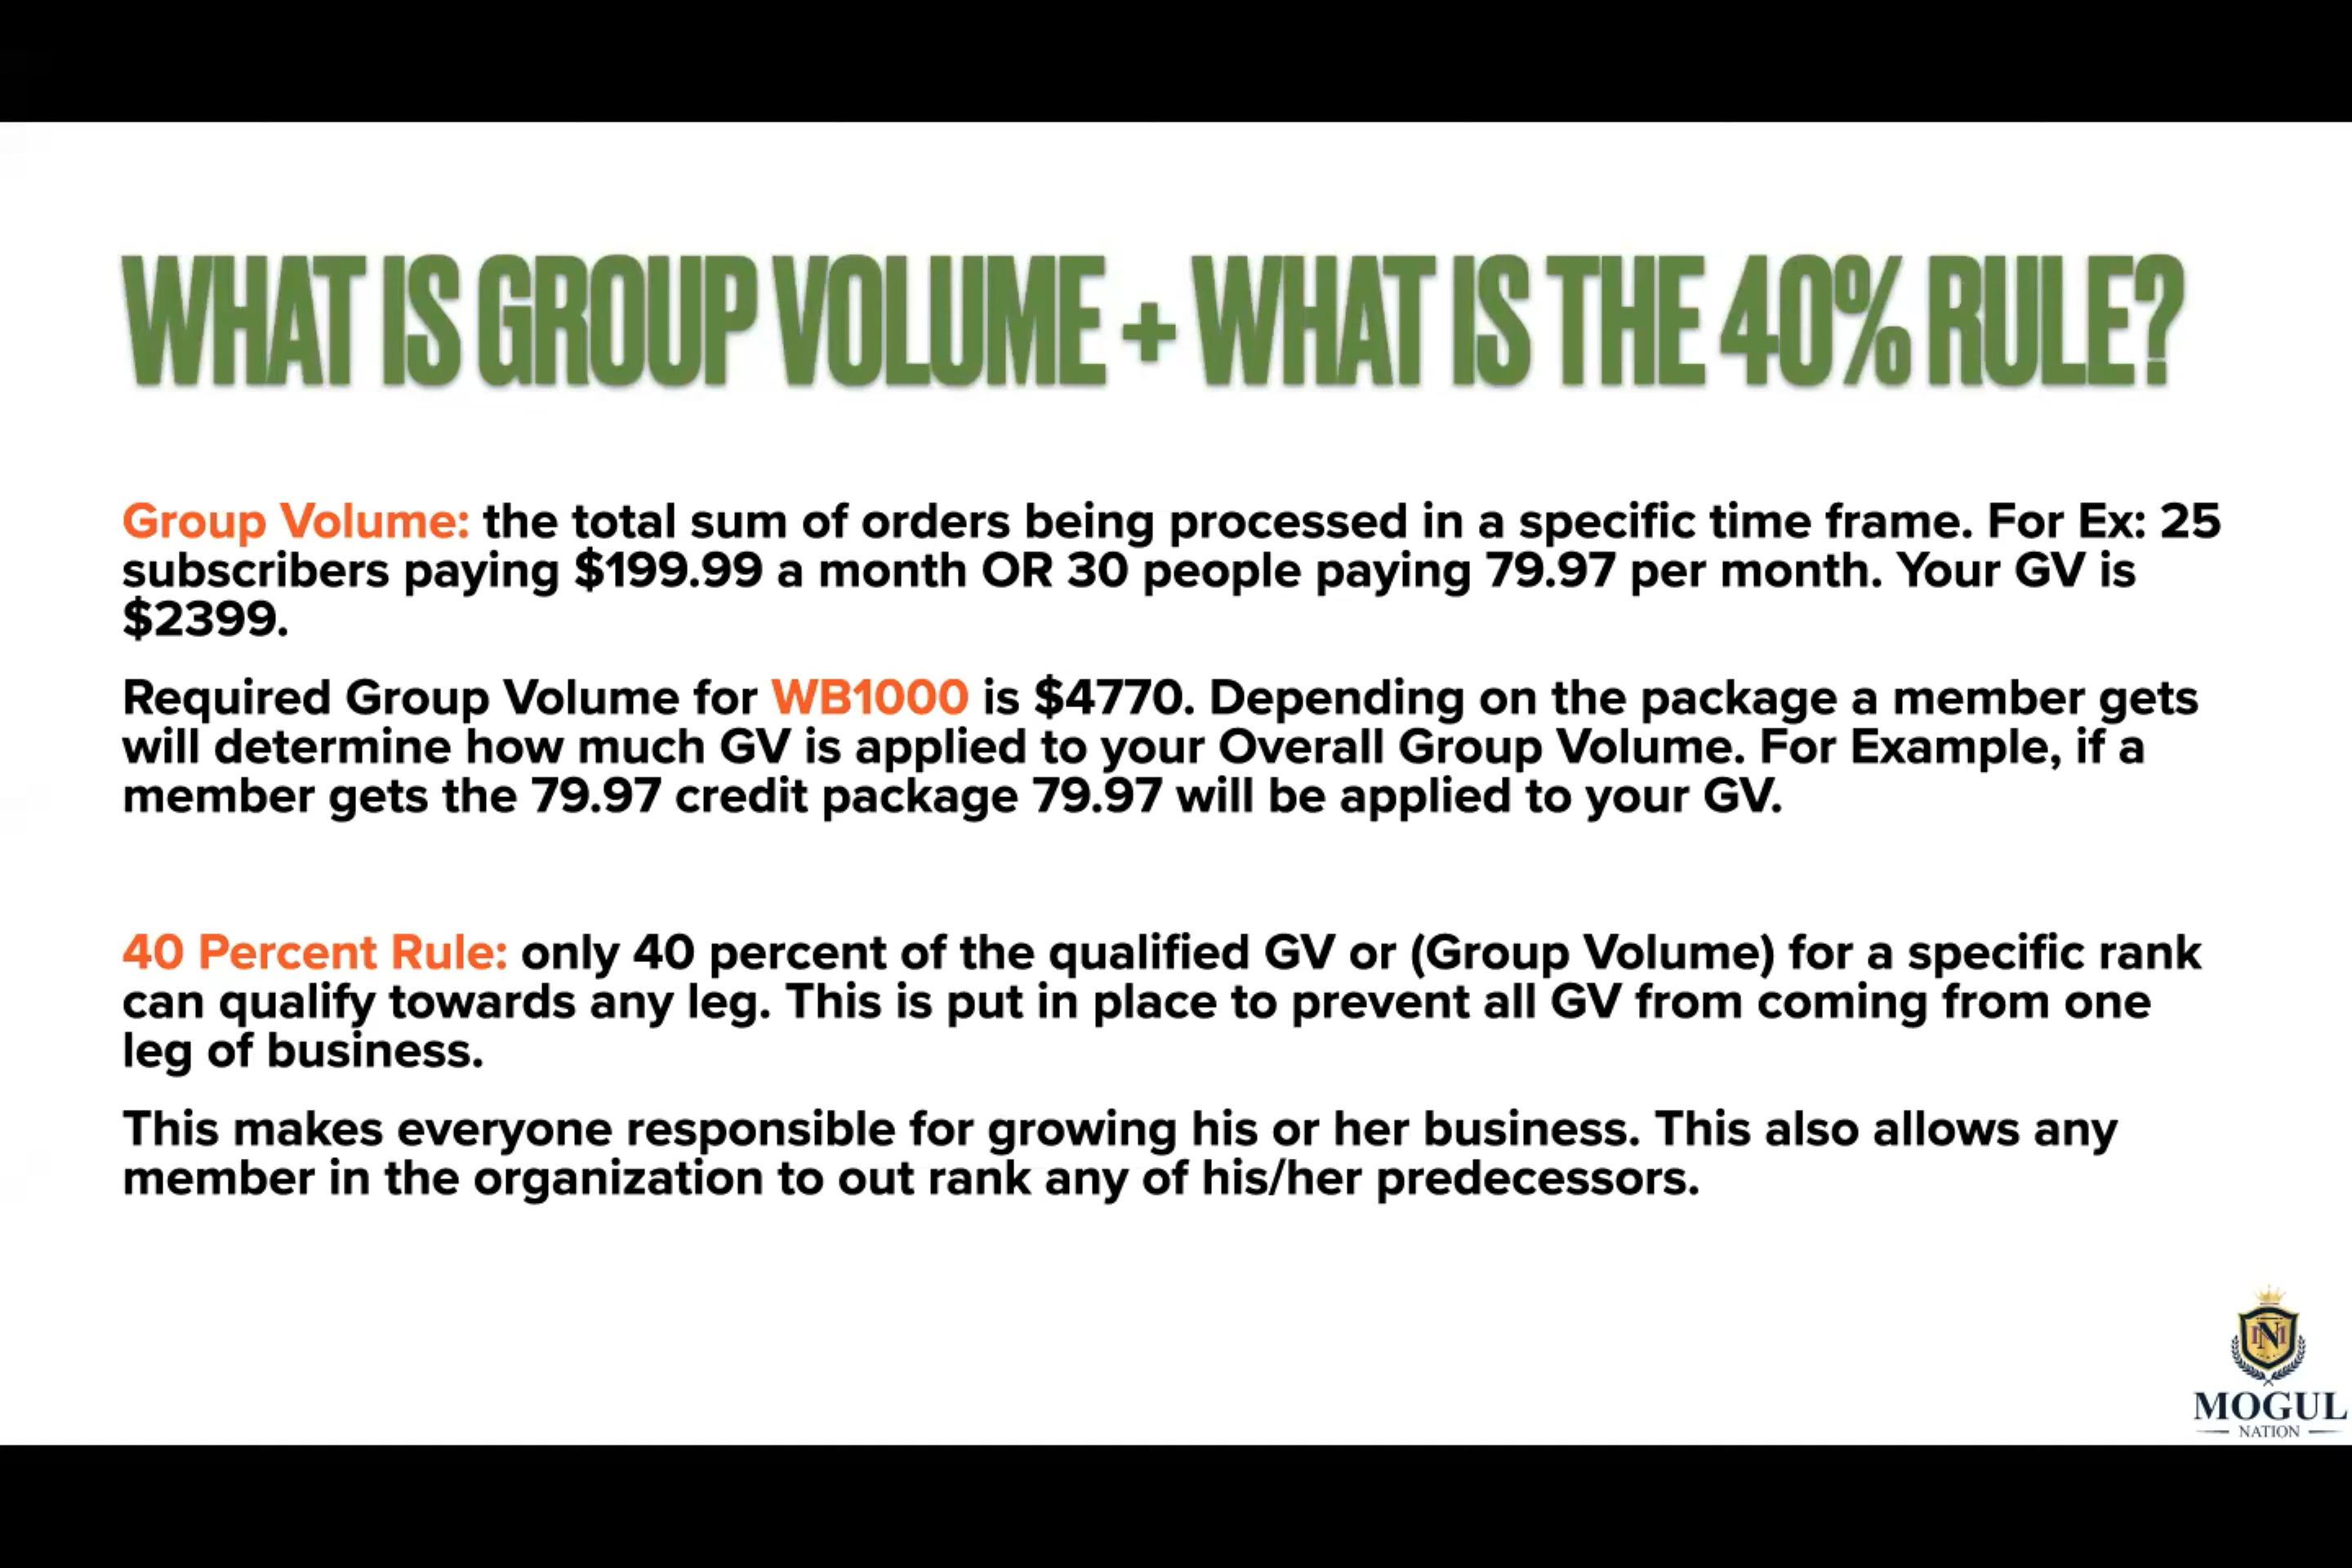 WHAT IS GROUP VOLUME + WHAT IS THE 40% RULE?
Group Volume: the total sum of orders being processed in a specific time frame. For Ex: 25
subscribers paying $199.99 a month OR 30 people paying 79.97 per month. Your GV is
$2399.
Required Group Volume for WB1000 is $4770. Depending on the package a member gets
will determine how much GV is applied to your Overall Group Volume. For Example, if a
member gets the 79.97 credit package 79.97 will be applied to your GV.
40 Percent Rule: only 40 percent of the qualified GV or (Group Volume) for a specific rank
can qualify towards any leg. This is put in place to prevent all GV from coming from one
leg of business.
This makes everyone responsible for growing his or her business. This also allows any
member in the organization to out rank any of his/her predecessors.
MOGUL
NATION